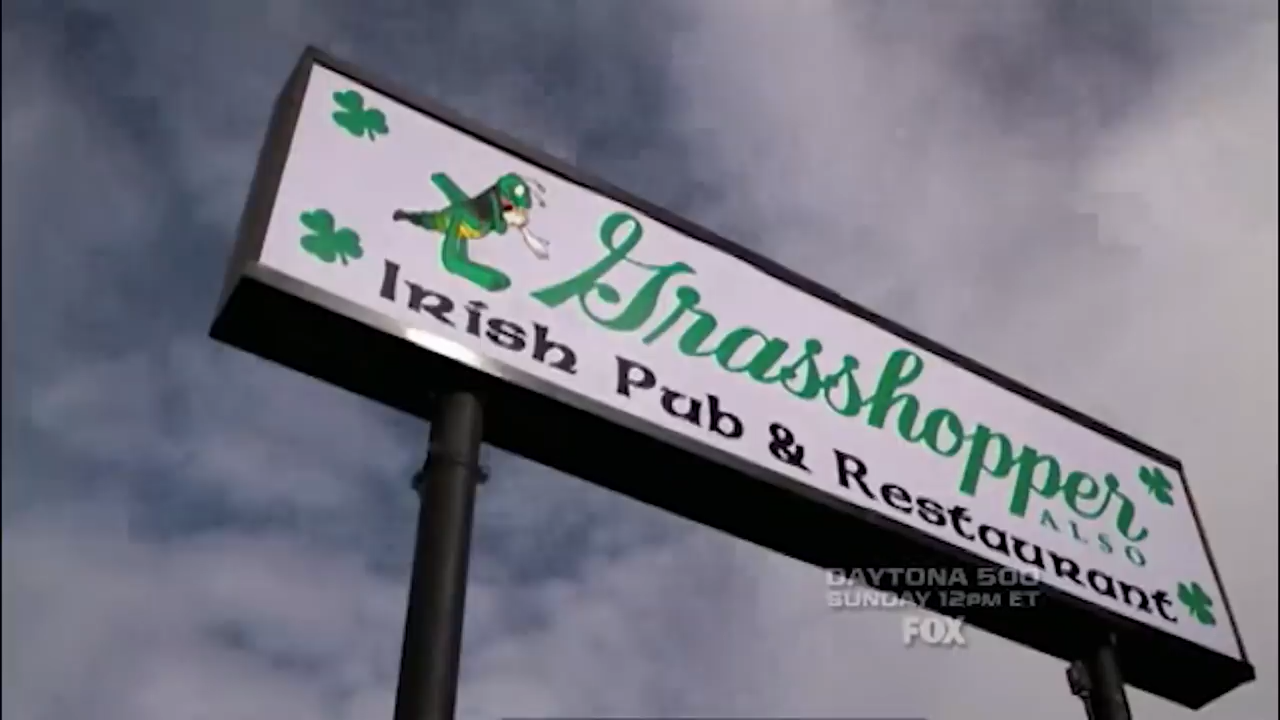 Grasshopper
ALSO
Irish Pub & Restaurant
DAYTONA 500
SUNDAY 12PM ET
FOX